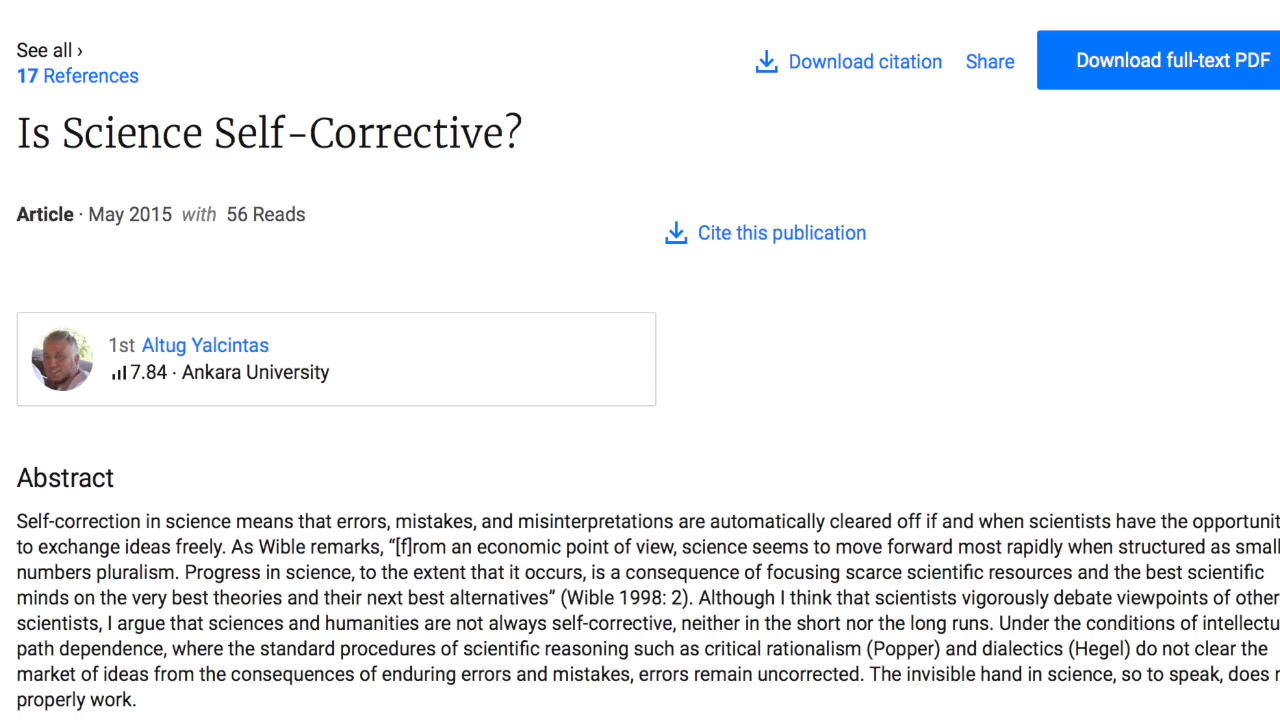 See all ›
17 References
Download citation Share Download full-text PDF
Is Science Self-Corrective?
Article · May 2015 with 56 Reads
Cite this publication
1st Altug Yalcintas
7.84 · Ankara University
Abstract
Self-correction in science means that errors, mistakes, and misinterpretations are automatically cleared off if and when scientists have the
to exchange ideas freely. As Wible remarks, “[f]rom an economic point of view, science seems to move forward most rapidly when structured as small
numbers pluralism. Progress in science, to the extent that it occurs, is a consequence of focusing scarce scientific resources and the best scientific
minds on the very best theories and their next best alternatives” (Wible 1998: 2). Although I think that scientists vigorously debate viewpoints of other
scientists, I argue that sciences and humanities are not always self-corrective, neither in the short nor the long runs. Under the conditions of
path dependence, where the standard procedures of scientific reasoning such as critical rationalism (Popper) and dialectics (Hegel) do not clear the
market of ideas from the consequences of enduring errors and mistakes, errors remain uncorrected. The invisible hand in science, so to speak, does
properly work.